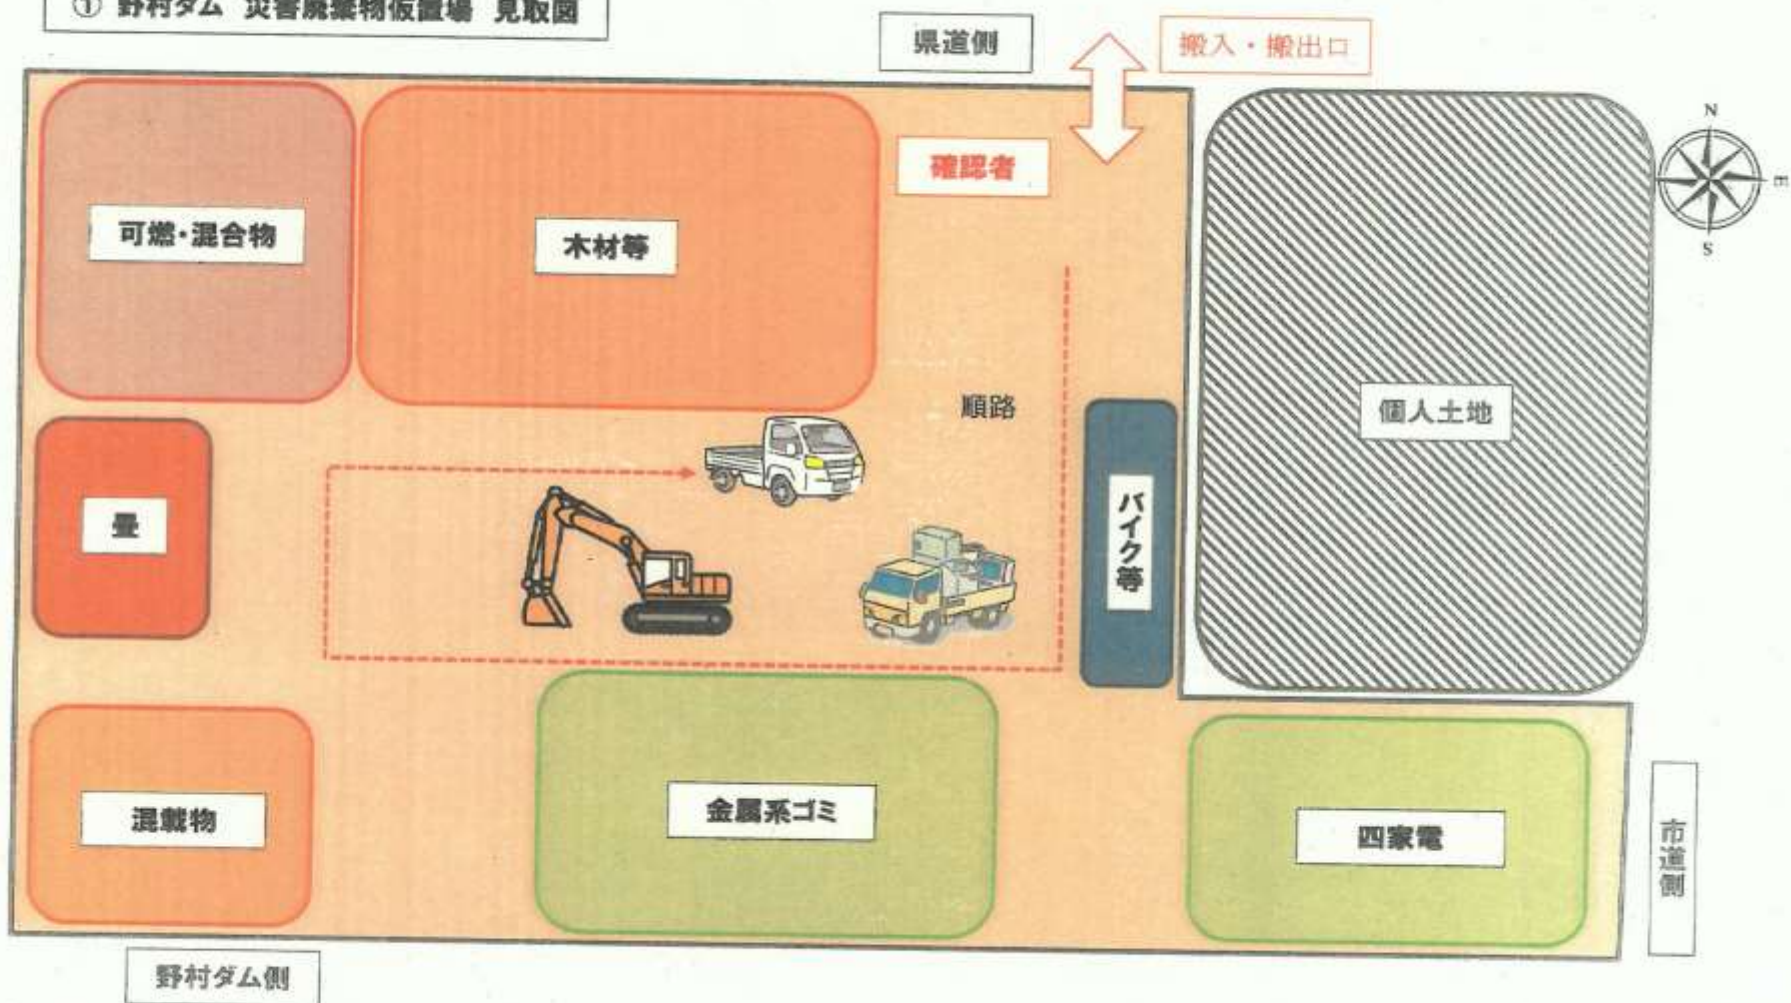 ① 野村ダム 災害廃棄物仮置場 見取図
県道側
搬入・搬出口
確認者
N
E
S
可燃・混合物
木材等
順路
個人土地
畳
バイク等
混載物
金属系ゴミ
四家電
市道側
野村ダム側